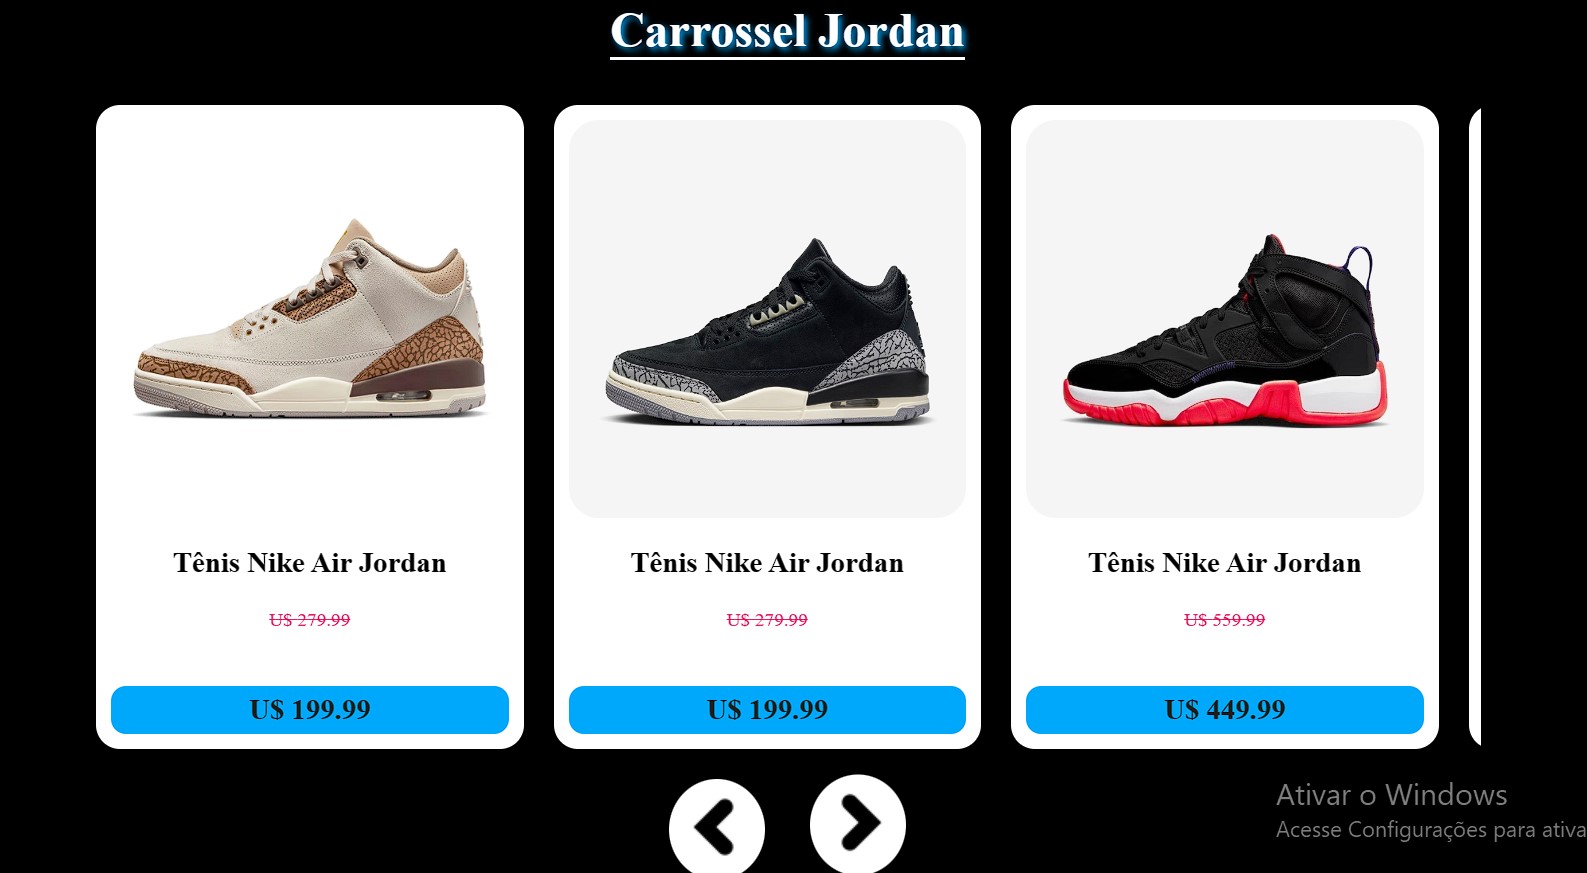 Carrossel Jordan
Tênis Nike Air Jordan
U$ 279.99
U$ 199.99
Tênis Nike Air Jordan
U$ 279.99
U$ 199.99
Tênis Nike Air Jordan
U$ 559.99
U$ 449.99
Ativar o Windows
Acesse Configurações para ativa